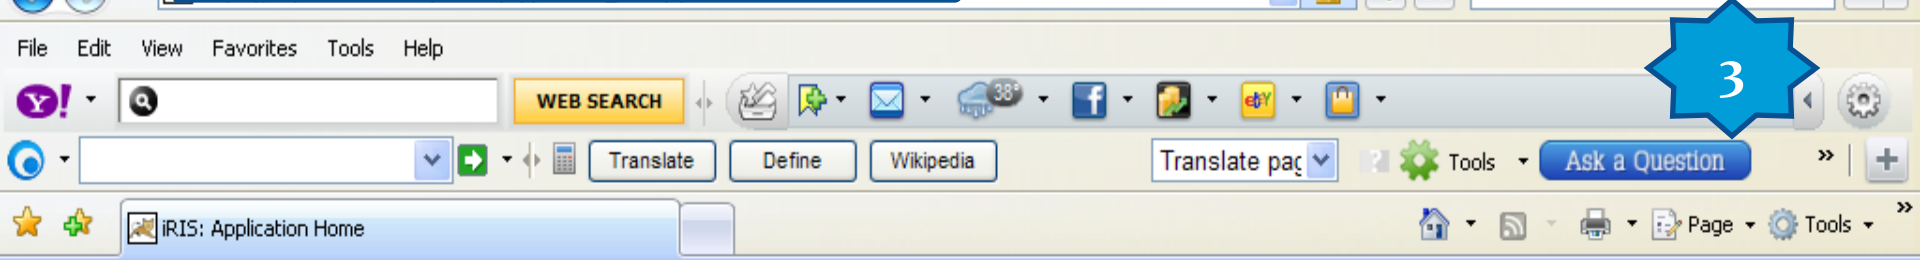 File Edit View Favorites Tools Help
3
Y! WEB SEARCH 38° f ebY
Translate Define Wikipedia Translate pag Tools Ask a Question » +
iRIS: Application Home Page Tools »